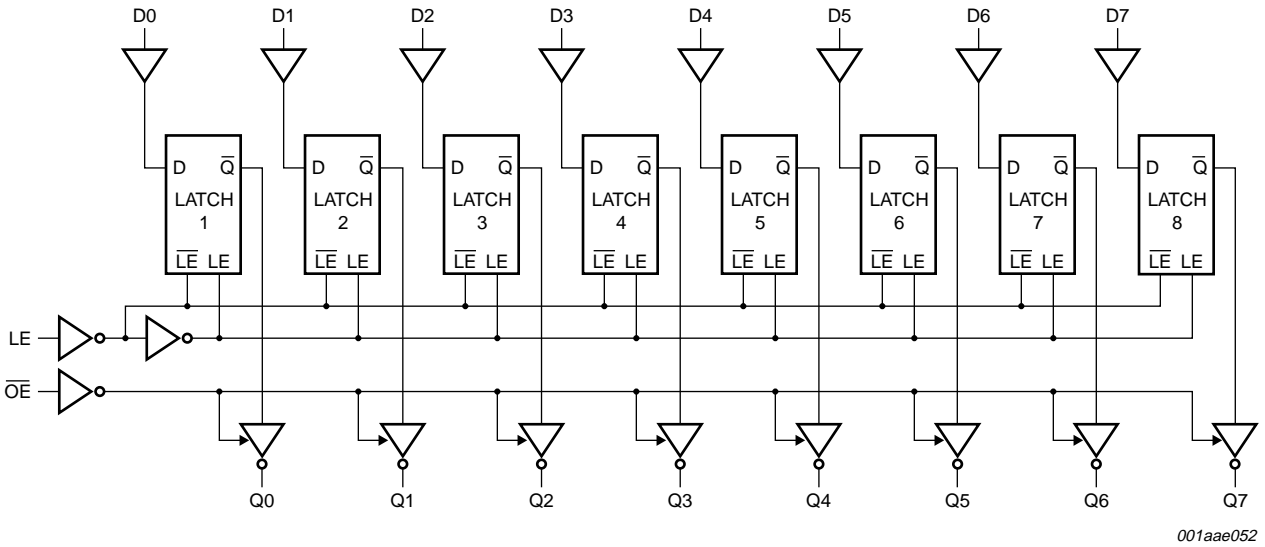 D0 D1 D2 D3 D4 D5 D6 D7
D Q̅ D Q̅ D Q̅ D Q̅ D Q̅ D Q̅ D Q̅ D Q̅
LATCH LATCH LATCH LATCH LATCH LATCH LATCH LATCH
1 2 3 4 5 6 7 8
L̅E̅ LE L̅E̅ LE L̅E̅ LE L̅E̅ LE L̅E̅ LE L̅E̅ LE L̅E̅ LE L̅E̅ LE
LE
O̅E̅
Q0 Q1 Q2 Q3 Q4 Q5 Q6 Q7
001aae052